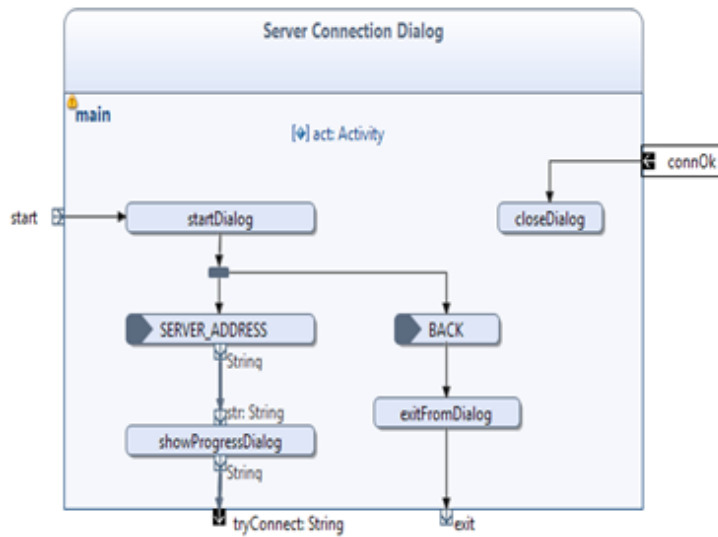 Server Connection Dialog
main
act: Activity
connOk
start
startDialog
closeDialog
SERVER_ADDRESS
BACK
String
str: String
exitFromDialog
showProgressDialog
String
tryConnect: String
exit